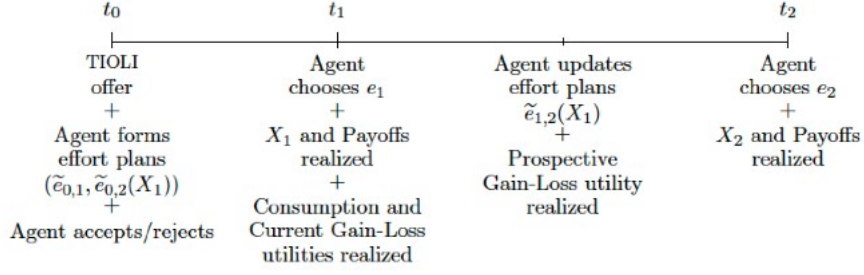 t₀ t₁ t₂
TIOLI
offer
+
Agent forms
effort plans
(ẽ₀,₁, ẽ₀,₂(X₁))
+
Agent accepts/rejects
Agent
chooses e₁
+
X₁ and Payoffs
realized
+
Consumption and
Current Gain-Loss
utilities realized
Agent updates
effort plans
ẽ₁,₂(X₁)
+
Prospective
Gain-Loss utility
realized
Agent
chooses e₂
+
X₂ and Payoffs
realized